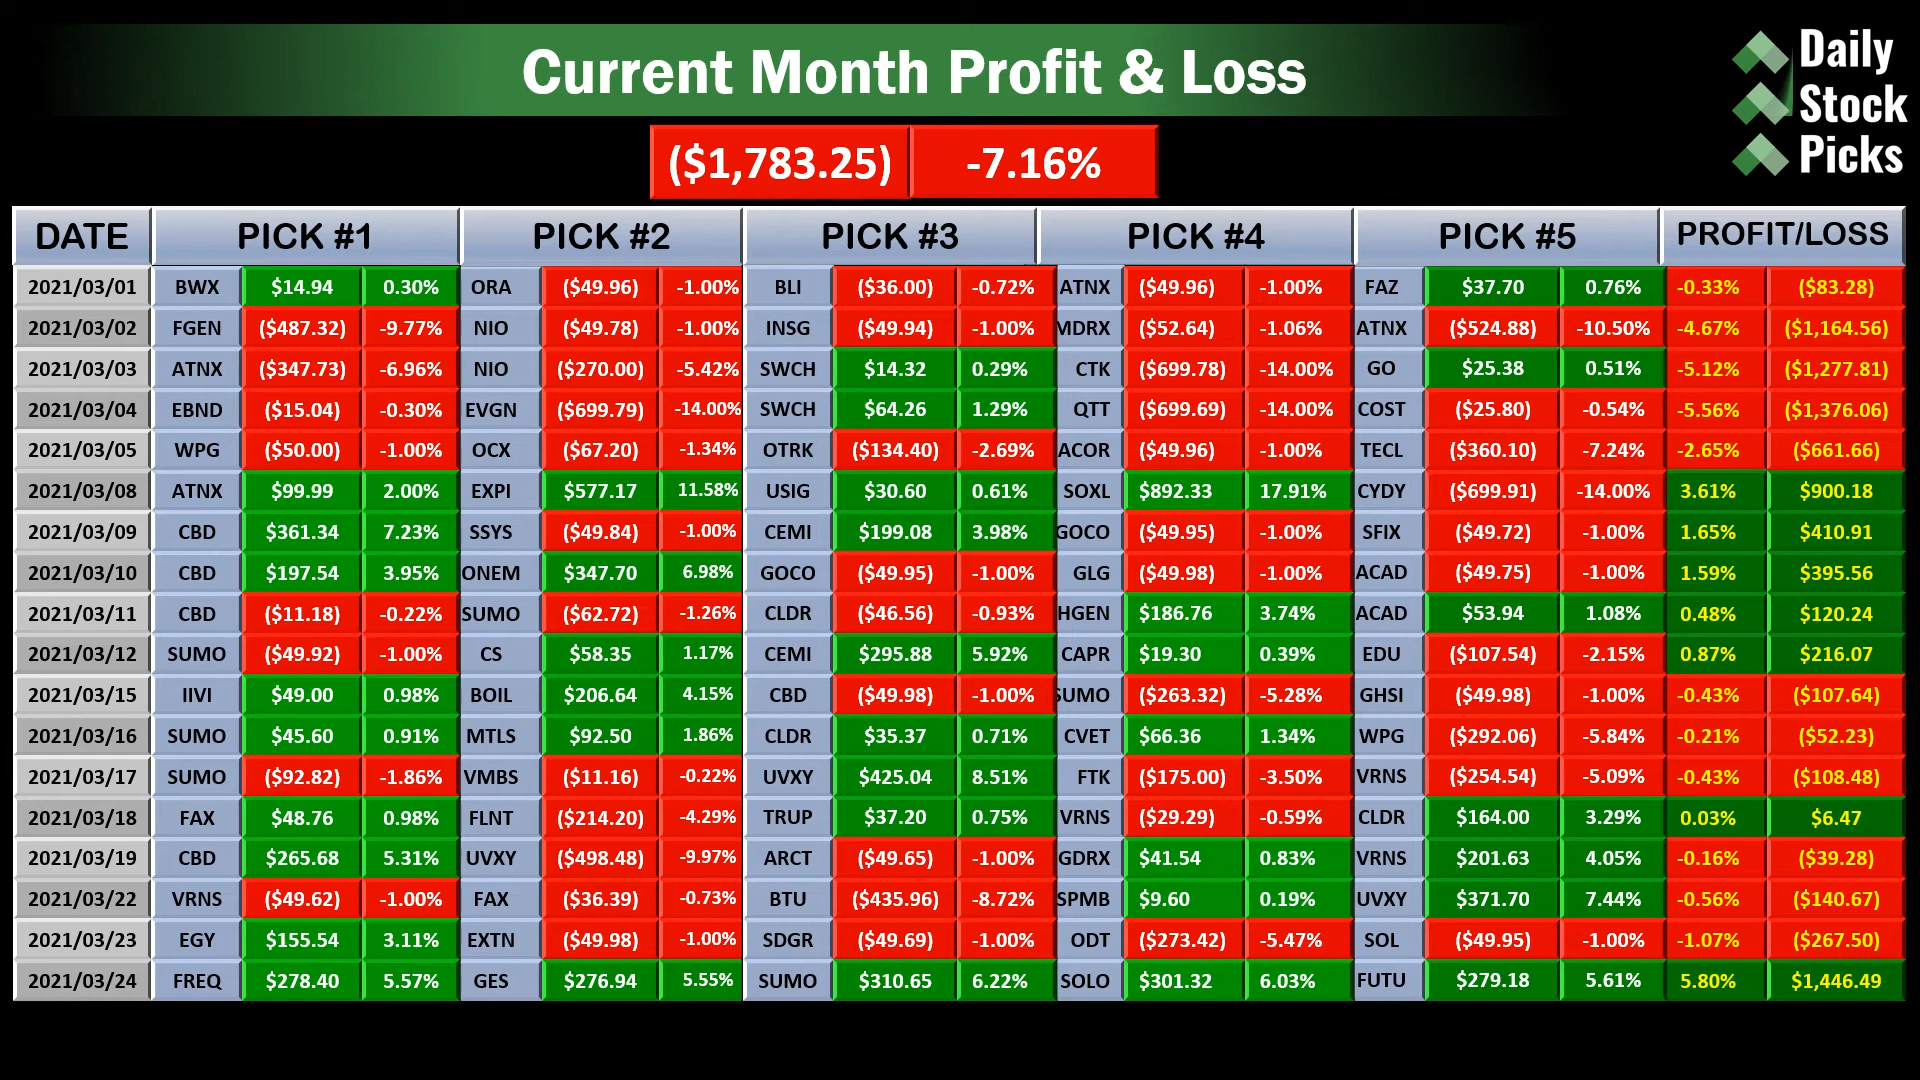 Current Month Profit & Loss
Daily
Stock
Picks
($1,783.25) -7.16%
DATE PICK #1 PICK #2 PICK #3 PICK #4 PICK #5 PROFIT/LOSS
2021/03/01 BWX $14.94 0.30% ORA ($49.96) -1.00% BLI ($36.00) -0.72% ATNX ($49.96) -1.00% FAZ $37.70 0.76% -0.33% ($83.28)
2021/03/02 FGEN ($487.32) -9.77% NIO ($49.78) -1.00% INSG ($49.94) -1.00% MDRX ($52.64) -1.06% ATNX ($524.88) -10.50% -4.67% ($1,164.56)
2021/03/03 ATNX ($347.73) -6.96% NIO ($270.00) -5.42% SWCH $14.32 0.29% CTK ($699.78) -14.00% GO $25.38 0.51% -5.12% ($1,277.81)
2021/03/04 EBND ($15.04) -0.30% EVGN ($699.79) -14.00% SWCH $64.26 1.29% QTT ($699.69) -14.00% COST ($25.80) -0.54% -5.56% ($1,376.06)
2021/03/05 WPG ($50.00) -1.00% OCX ($67.20) -1.34% OTRK ($134.40) -2.69% ACOR ($49.96) -1.00% TECL ($360.10) -7.24% -2.65% ($661.66)
2021/03/08 ATNX $99.99 2.00% EXPI $577.17 11.58% USIG $30.60 0.61% SOXL $892.33 17.91% CYDY ($699.91) -14.00% 3.61% $900.18
2021/03/09 CBD $361.34 7.23% SSYS ($49.84) -1.00% CEMI $199.08 3.98% GOCO ($49.95) -1.00% SFIX ($49.72) -1.00% 1.65% $410.91
2021/03/10 CBD $197.54 3.95% ONEM $347.70 6.98% GOCO ($49.95) -1.00% GLG ($49.98) -1.00% ACAD ($49.75) -1.00% 1.59% $395.56
2021/03/11 CBD ($11.18) -0.22% SUMO ($62.72) -1.26% CLDR ($46.56) -0.93% HGEN $186.76 3.74% ACAD $53.94 1.08% 0.48% $120.24
2021/03/12 SUMO ($49.92) -1.00% CS $58.35 1.17% CEMI $295.88 5.92% CAPR $19.30 0.39% EDU ($107.54) -2.15% 0.87% $216.07
2021/03/15 IIVI $49.00 0.98% BOIL $206.64 4.15% CBD ($49.98) -1.00% SUMO ($263.32) -5.28% GHSI ($49.98) -1.00% -0.43% ($107.64)
2021/03/16 SUMO $45.60 0.91% MTLS $92.50 1.86% CLDR $35.37 0.71% CVET $66.36 1.34% WPG ($292.06) -5.84% -0.21% ($52.23)
2021/03/17 SUMO ($92.82) -1.86% VMBS ($11.16) -0.22% UVXY $425.04 8.51% FTK ($175.00) -3.50% VRNS ($254.54) -5.09% -0.43% ($108.48)
2021/03/18 FAX $48.76 0.98% FLNT ($214.20) -4.29% TRUP $37.20 0.75% VRNS ($29.29) -0.59% CLDR $164.00 3.29% 0.03% $6.47
2021/03/19 CBD $265.68 5.31% UVXY ($498.48) -9.97% ARCT ($49.65) -1.00% GDRX $41.54 0.83% VRNS $201.63 4.05% -0.16% ($39.28)
2021/03/22 VRNS ($49.62) -1.00% FAX ($36.39) -0.73% BTU ($435.96) -8.72% SPMB $9.60 0.19% UVXY $371.70 7.44% -0.56% ($140.67)
2021/03/23 EGY $155.54 3.11% EXTN ($49.98) -1.00% SDGR ($49.69) -1.00% ODT ($273.42) -5.47% SOL ($49.95) -1.00% -1.07% ($267.50)
2021/03/24 FREQ $278.40 5.57% GES $276.94 5.55% SUMO $310.65 6.22% SOLO $301.32 6.03% FUTU $279.18 5.61% 5.80% $1,446.49